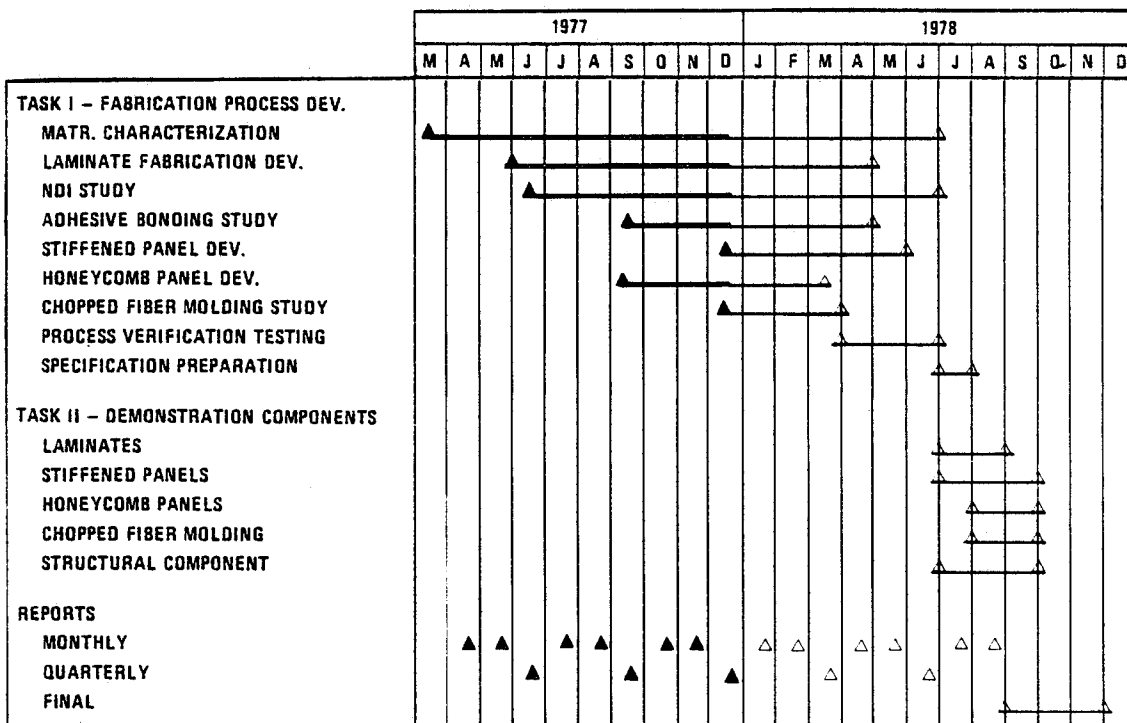 1977 1978
M A M J J A S O N D J F M A M J J A S O N D
TASK I – FABRICATION PROCESS DEV.
MATR. CHARACTERIZATION
LAMINATE FABRICATION DEV.
NDI STUDY
ADHESIVE BONDING STUDY
STIFFENED PANEL DEV.
HONEYCOMB PANEL DEV.
CHOPPED FIBER MOLDING STUDY
PROCESS VERIFICATION TESTING
SPECIFICATION PREPARATION
TASK II – DEMONSTRATION COMPONENTS
LAMINATES
STIFFENED PANELS
HONEYCOMB PANELS
CHOPPED FIBER MOLDING
STRUCTURAL COMPONENT
REPORTS
MONTHLY
QUARTERLY
FINAL